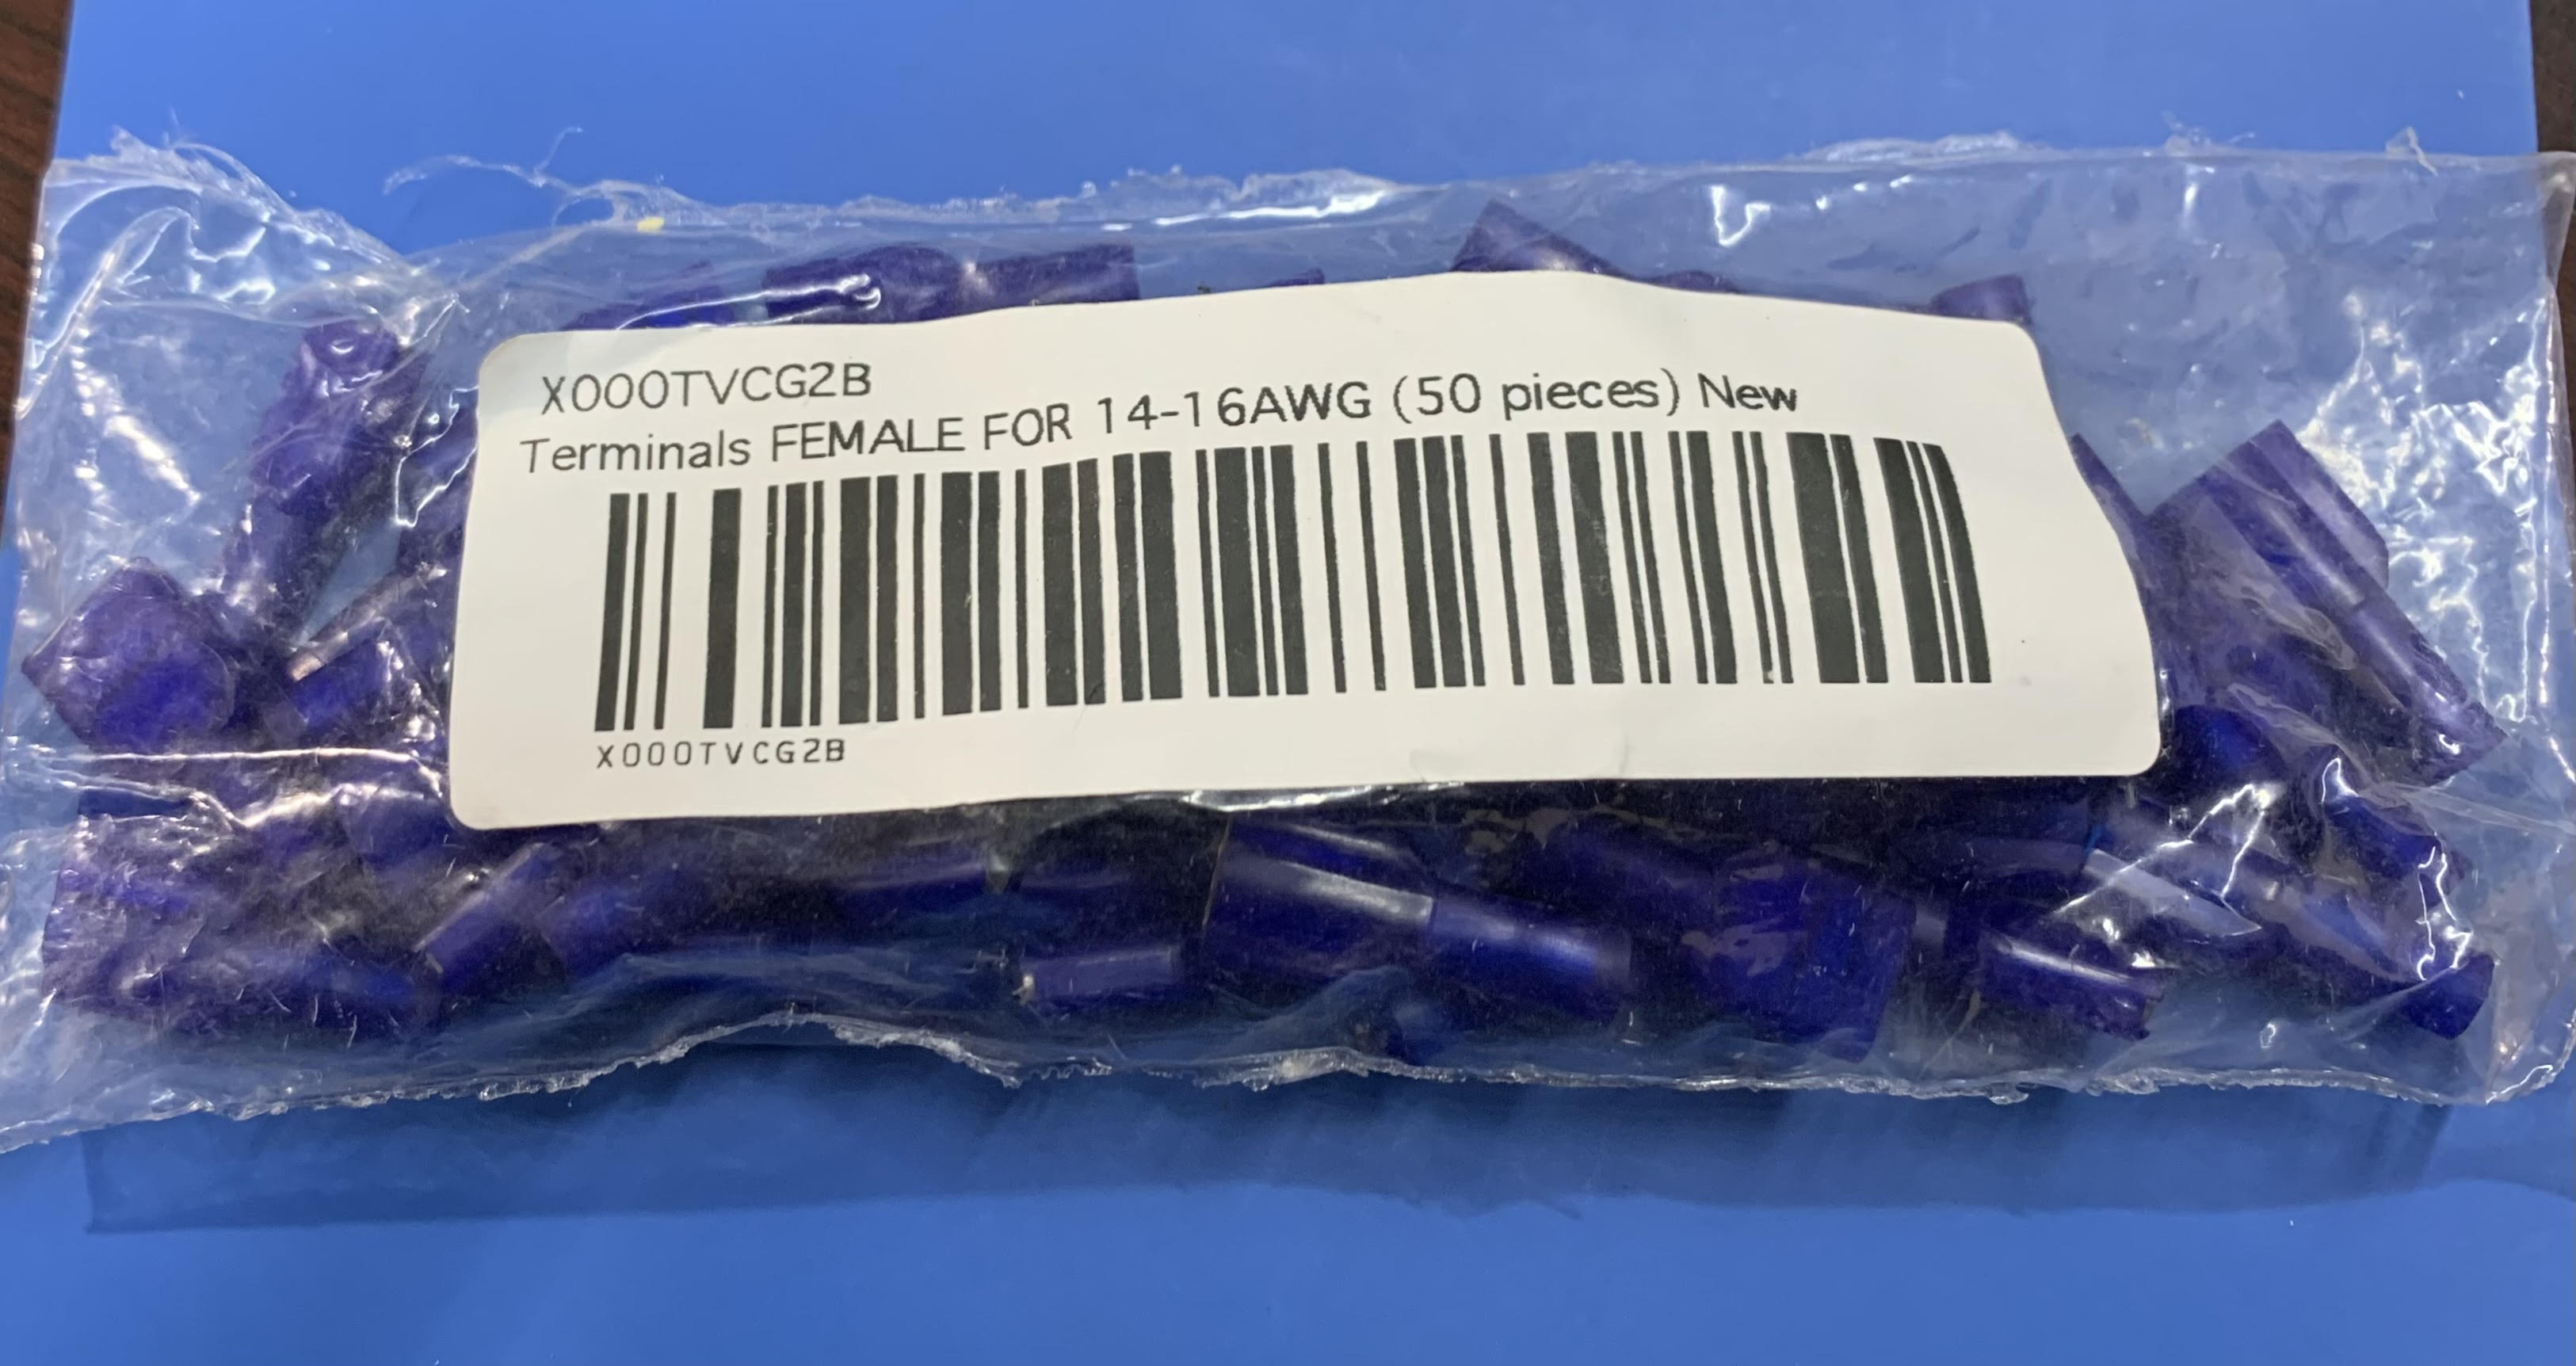 X000TVCG2B
Terminals FEMALE FOR 14-16AWG (50 pieces) New
X000TVCG2B